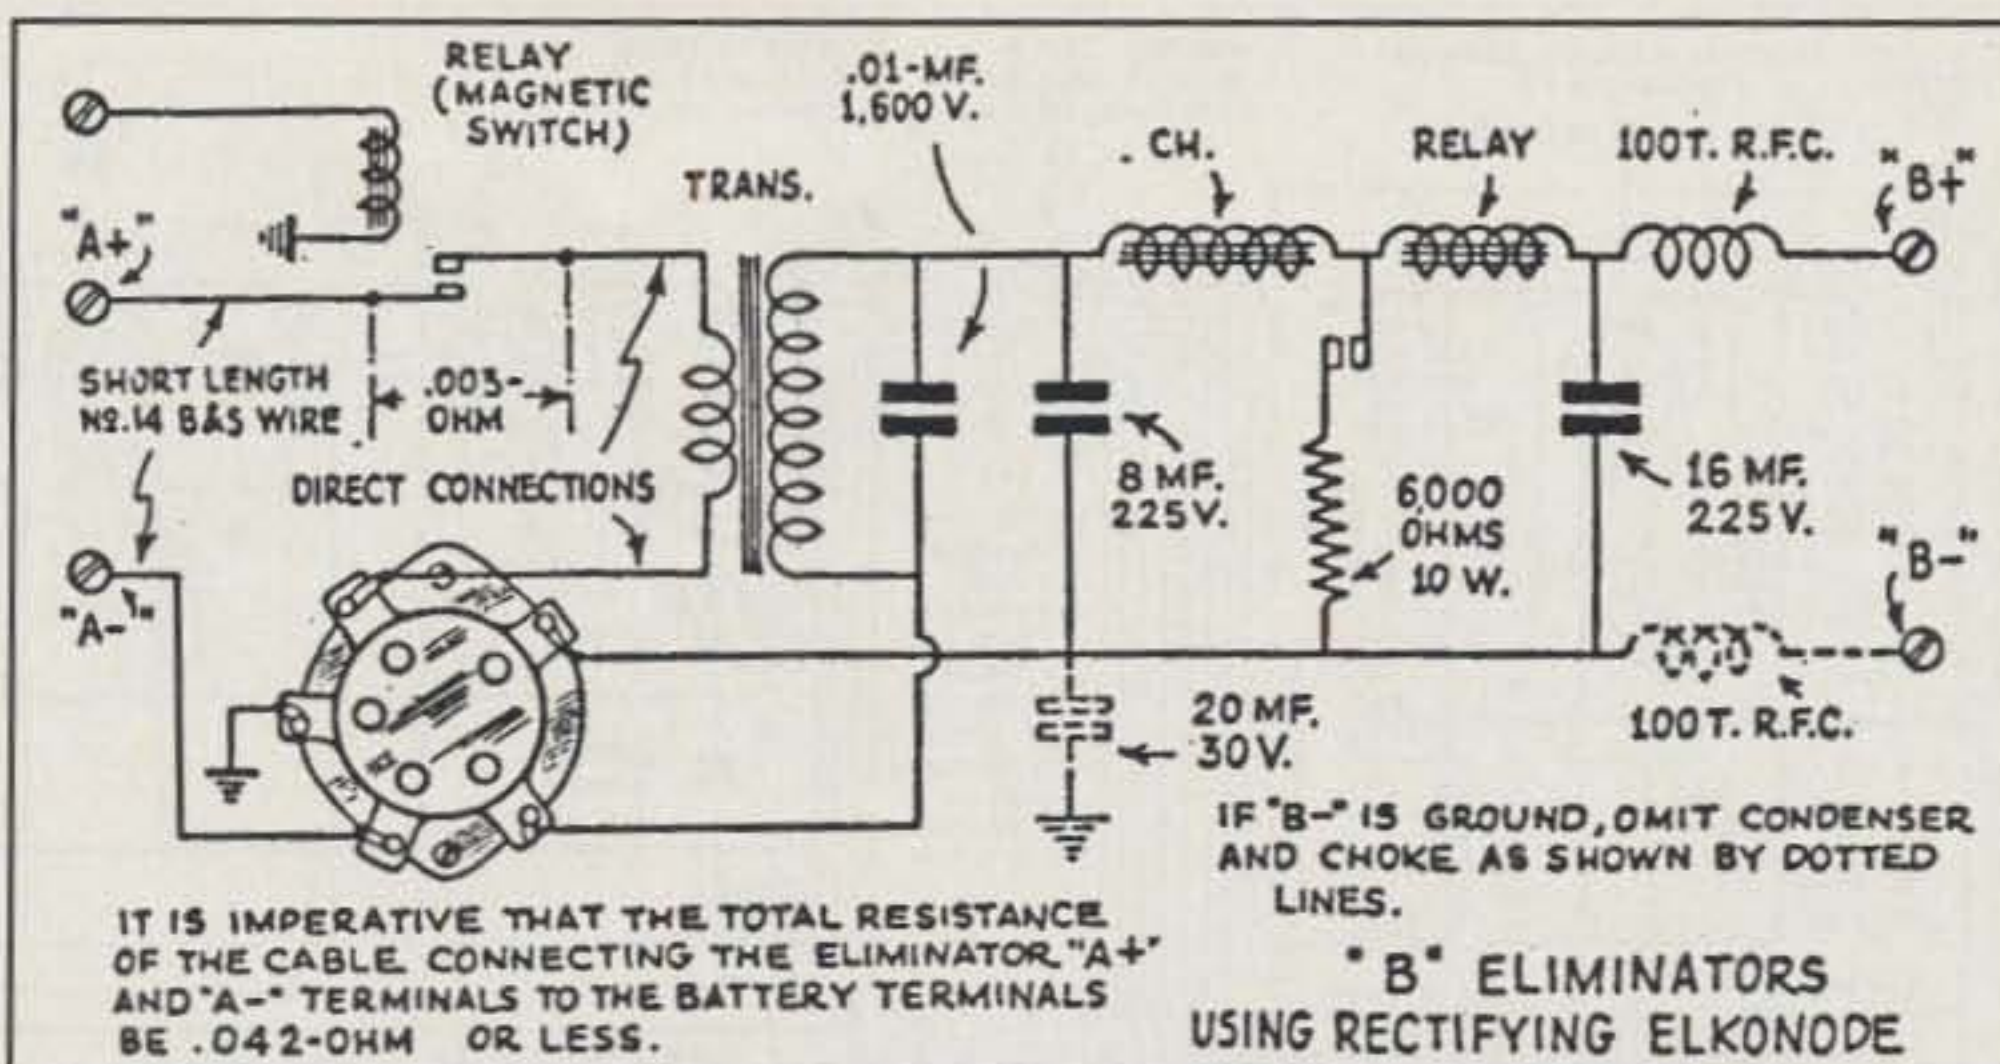 RELAY
(MAGNETIC
SWITCH)
.01-MF.
1,600 V.
TRANS.
CH.
RELAY
100T. R.F.C.
"B+"
"A+"
SHORT LENGTH
No.14 B&S WIRE
.003-
OHM
DIRECT CONNECTIONS
8 MF.
225V.
6,000
OHMS
10 W.
16 MF.
225V.
"A-"
"B-"
20 MF.
30V.
100T. R.F.C.
IF "B-" IS GROUND, OMIT CONDENSER
AND CHOKE AS SHOWN BY DOTTED
LINES.
IT IS IMPERATIVE THAT THE TOTAL RESISTANCE
OF THE CABLE CONNECTING THE ELIMINATOR "A+"
AND "A-" TERMINALS TO THE BATTERY TERMINALS
BE .042-OHM OR LESS.
"B" ELIMINATORS
USING RECTIFYING ELKONODE